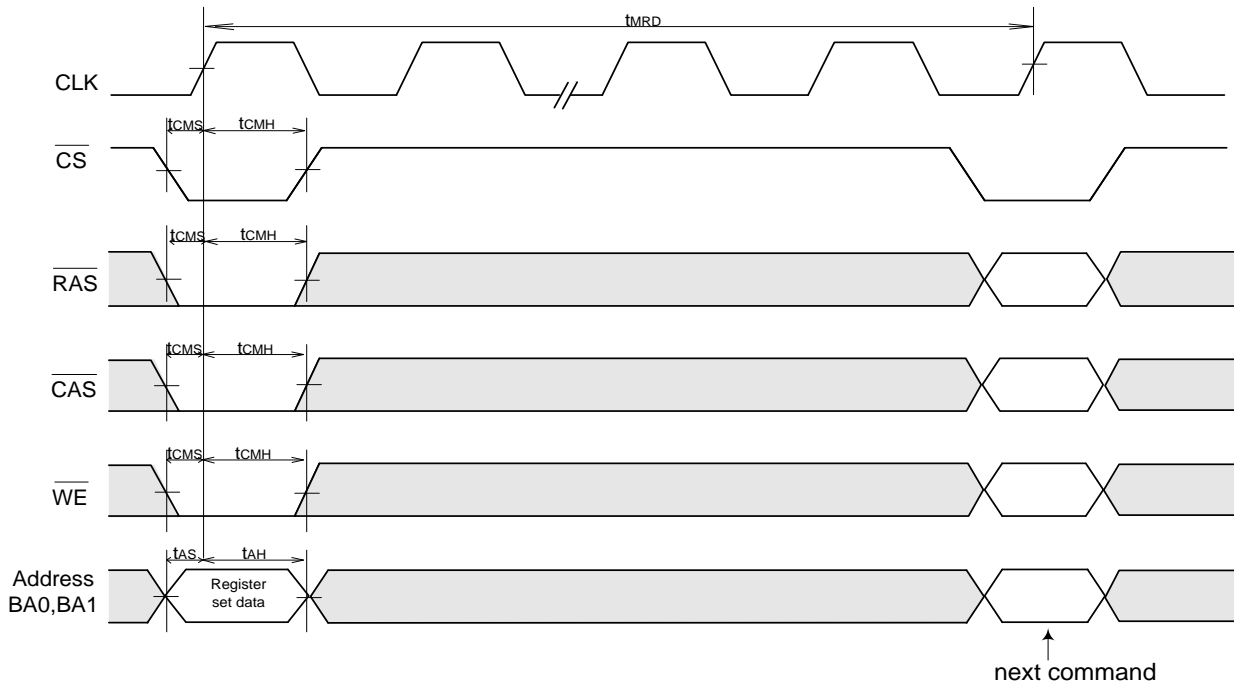 tMRD
CLK
tCMS tCMH
CS
tCMS tCMH
RAS
tCMS tCMH
CAS
tCMS tCMH
WE
tAS tAH
Address
BA0,BA1
Register
set data
next command